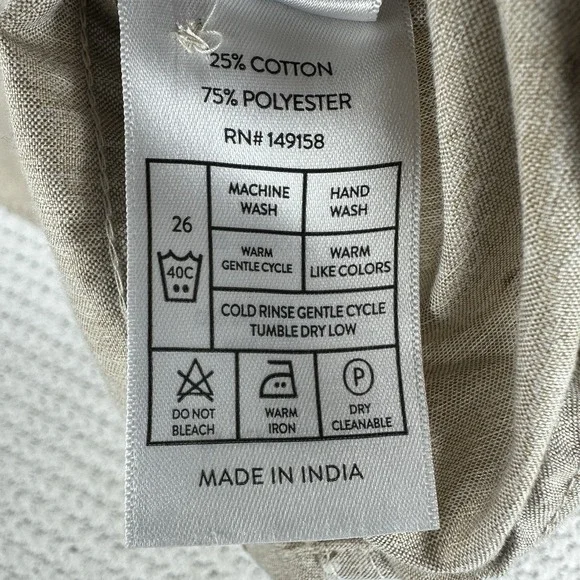 25% COTTON
75% POLYESTER
RN# 149158
26
40C
MACHINE
WASH
HAND
WASH
WARM
GENTLE CYCLE
WARM
LIKE COLORS
COLD RINSE GENTLE CYCLE
TUMBLE DRY LOW
DO NOT
BLEACH
WARM
IRON
P
DRY
CLEANABLE
MADE IN INDIA